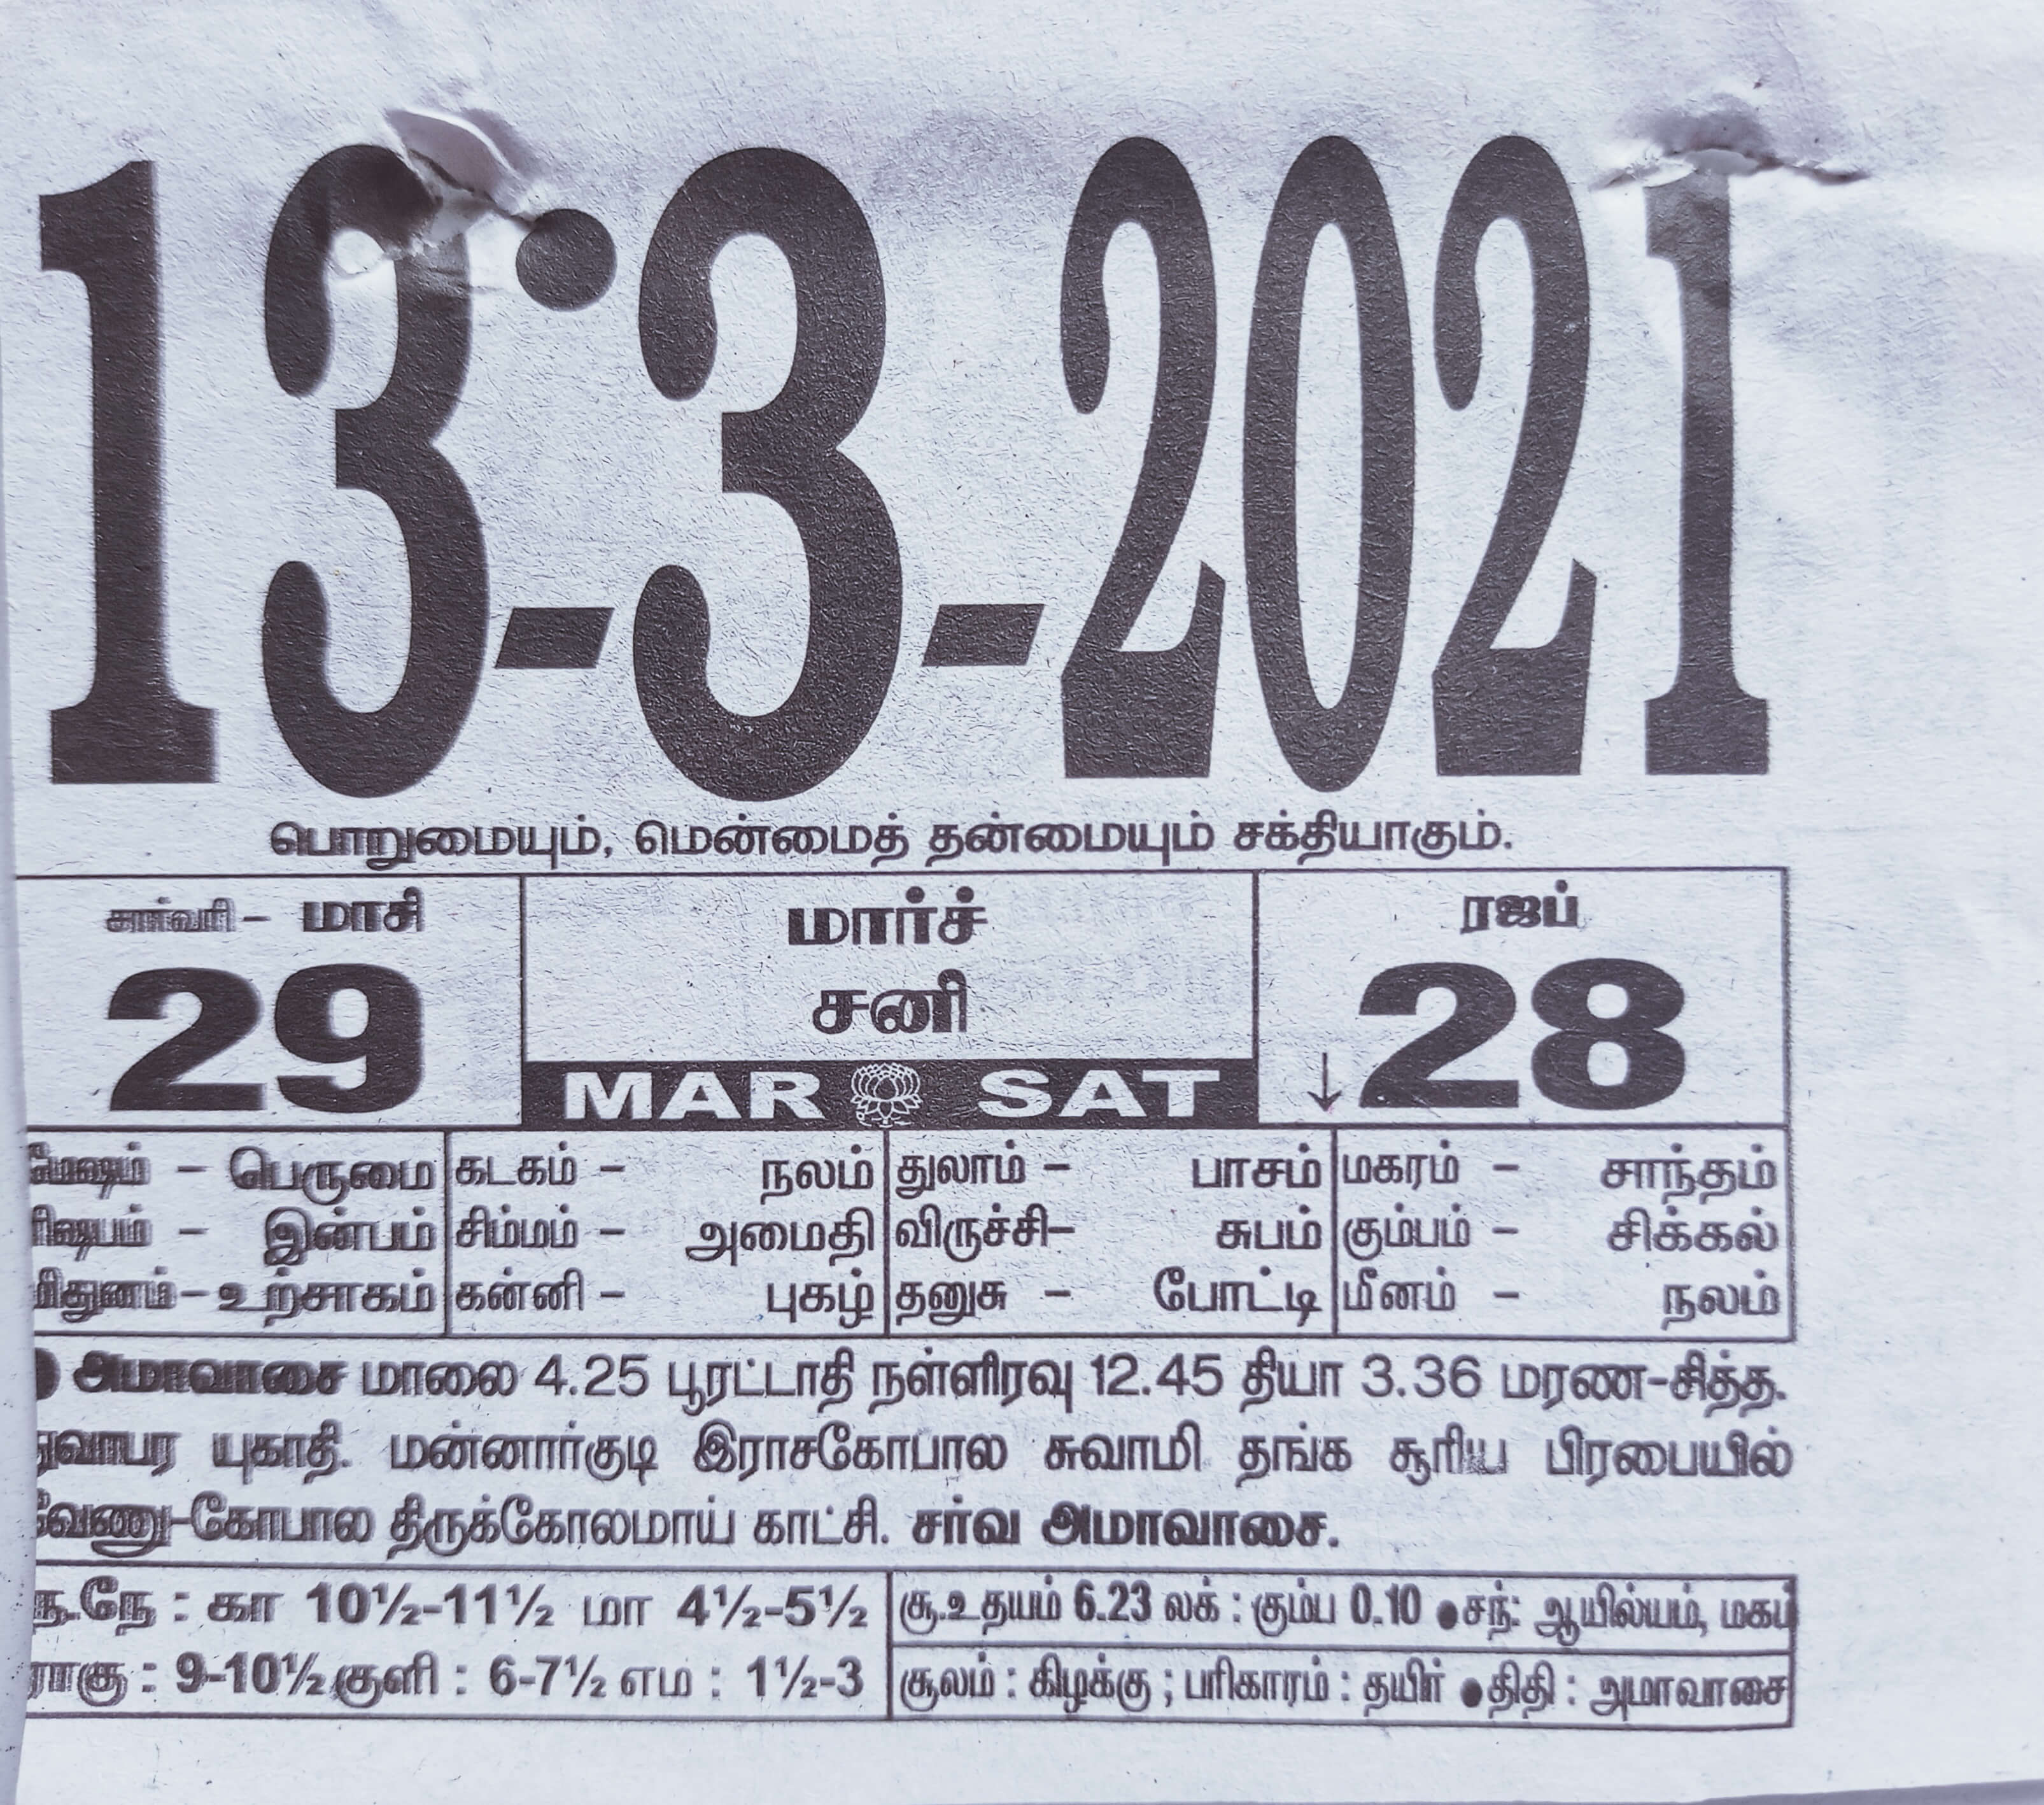 13-3-2021
பொறுமையும், மென்மைத் தன்மையும் சக்தியாகும்.
சார்வரி - மாசி மார்ச் ரஜப்
29 சனி 28
MAR SAT
மேஷம் - பெருமை கடகம் - நலம் துலாம் - பாசம் மகரம் - சாந்தம்
ரிஷபம் - இன்பம் சிம்மம் - அமைதி விருச்சி- சுபம் கும்பம் - சிக்கல்
மிதுனம் - உற்சாகம் கன்னி - புகழ் தனுசு - போட்டி மீனம் - நலம்
அமாவாசை மாலை 4.25 பூரட்டாதி நள்ளிரவு 12.45 தியா 3.36 மரண-சித்த.
துவாபர யுகாதி. மன்னார்குடி இராசகோபால சுவாமி தங்க சூரிய பிரபையில்
வேணு-கோபால திருக்கோலமாய் காட்சி. சர்வ அமாவாசை.
ந.நே : கா 10½-11½ மா 4½-5½ சூ.உதயம் 6.23 லக் : கும்ப 0.10 ●சந்: ஆயில்யம், மகம்
ராகு : 9-10½ குளி : 6-7½ எம : 1½-3 சூலம் : கிழக்கு ; பரிகாரம் : தயிர் ●திதி : அமாவாசை